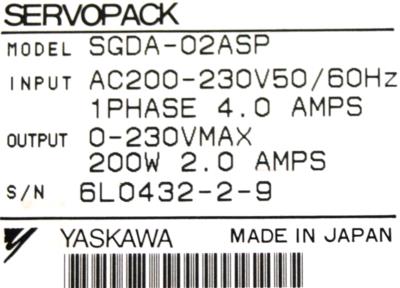 SERVOPACK
MODEL SGDA-02ASP
INPUT AC200-230V50/60Hz
1PHASE 4.0 AMPS
OUTPUT 0-230VMAX
200W 2.0 AMPS
S/N 6L0432-2-9
YASKAWA MADE IN JAPAN